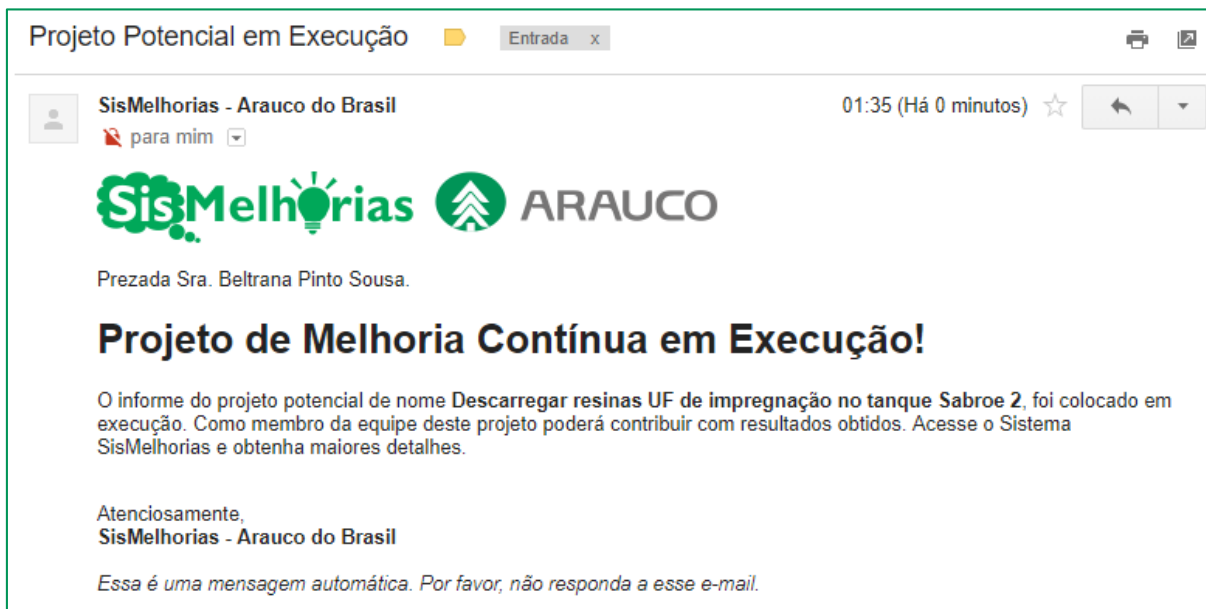 Projeto Potencial em Execução
Entrada x
SisMelhorias - Arauco do Brasil
01:35 (Há 0 minutos)
para mim
SisMelhorias ARAUCO
Prezada Sra. Beltrana Pinto Sousa.
Projeto de Melhoria Contínua em Execução!
O informe do projeto potencial de nome Descarregar resinas UF de impregnação no tanque Sabroe 2, foi colocado em
execução. Como membro da equipe deste projeto poderá contribuir com resultados obtidos. Acesse o Sistema
SisMelhorias e obtenha maiores detalhes.
Atenciosamente,
SisMelhorias - Arauco do Brasil
Essa é uma mensagem automática. Por favor, não responda a esse e-mail.